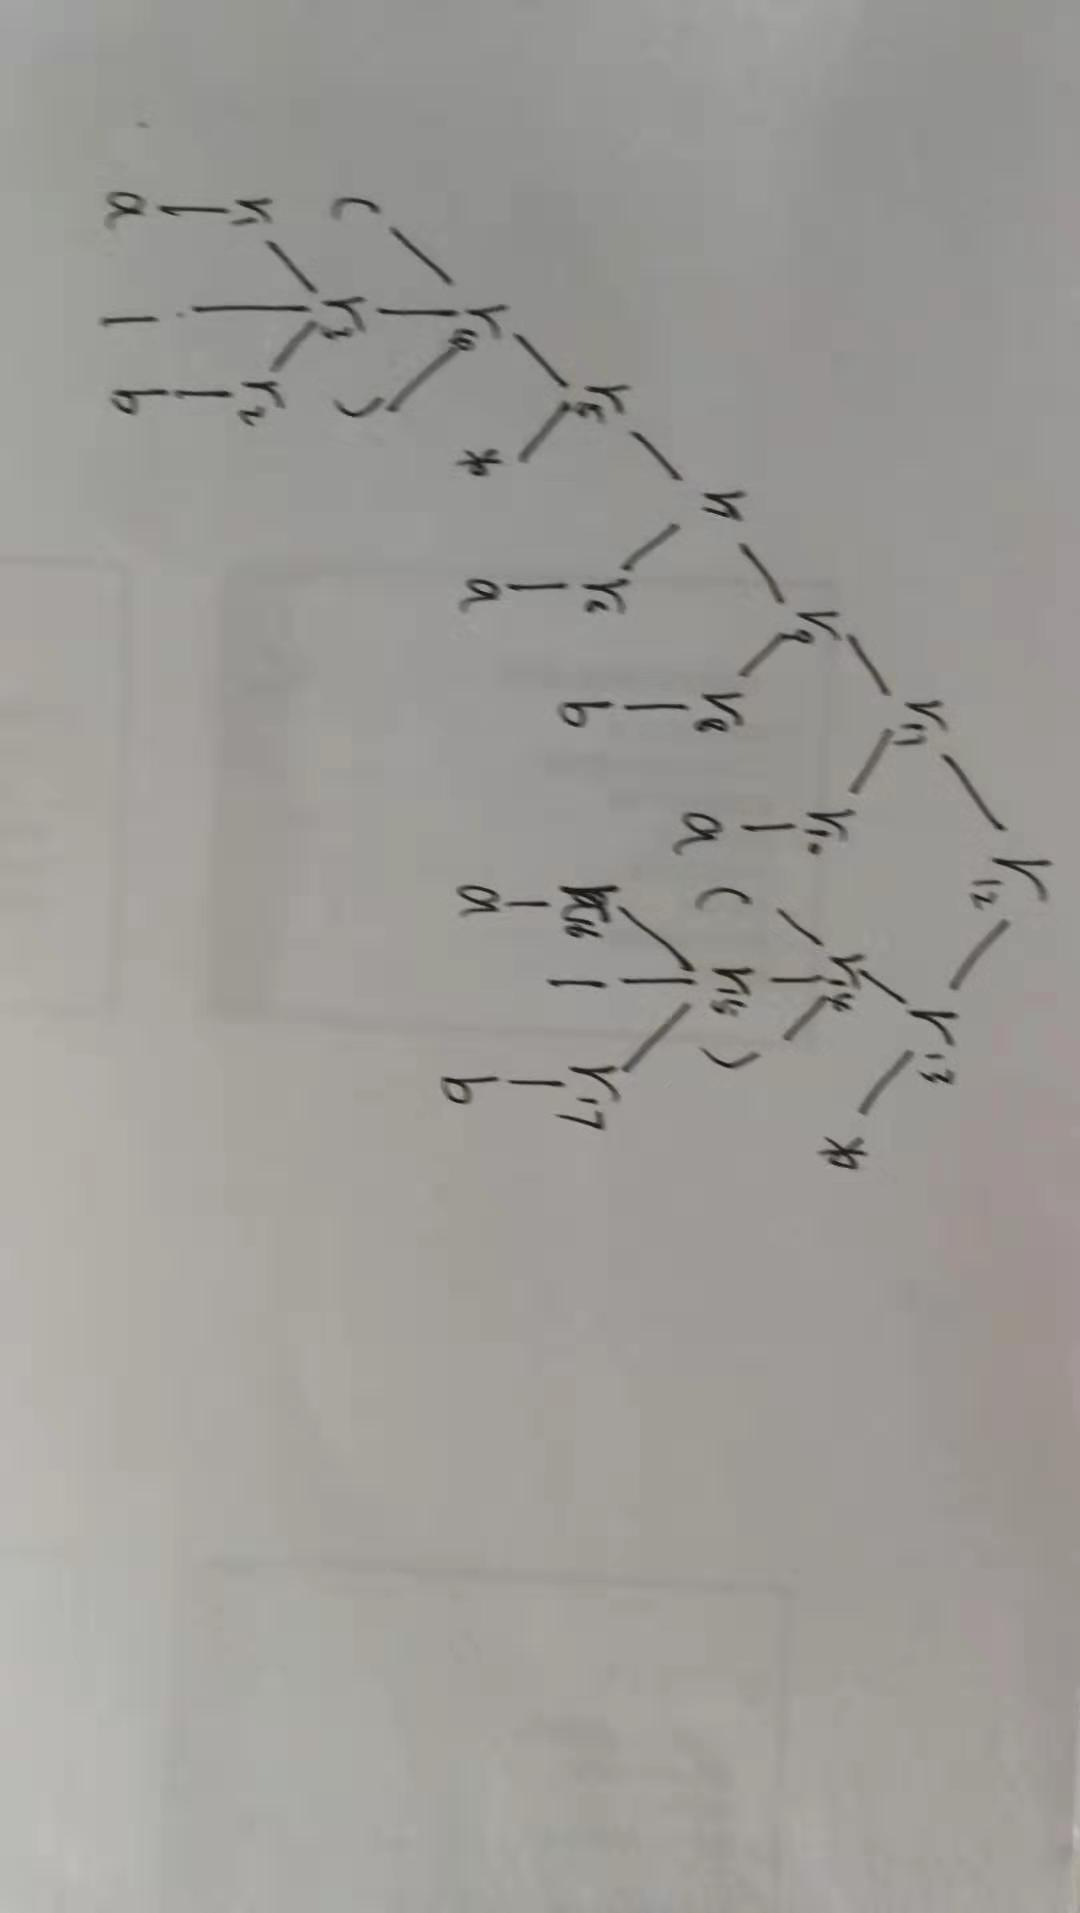 r12
r11 r13
r9 r10 r14 *
r7 r8 a ( r15 )
r5 r6 b r16 r17
r4 * a a | b
( r3 )
r1 r2
a | b